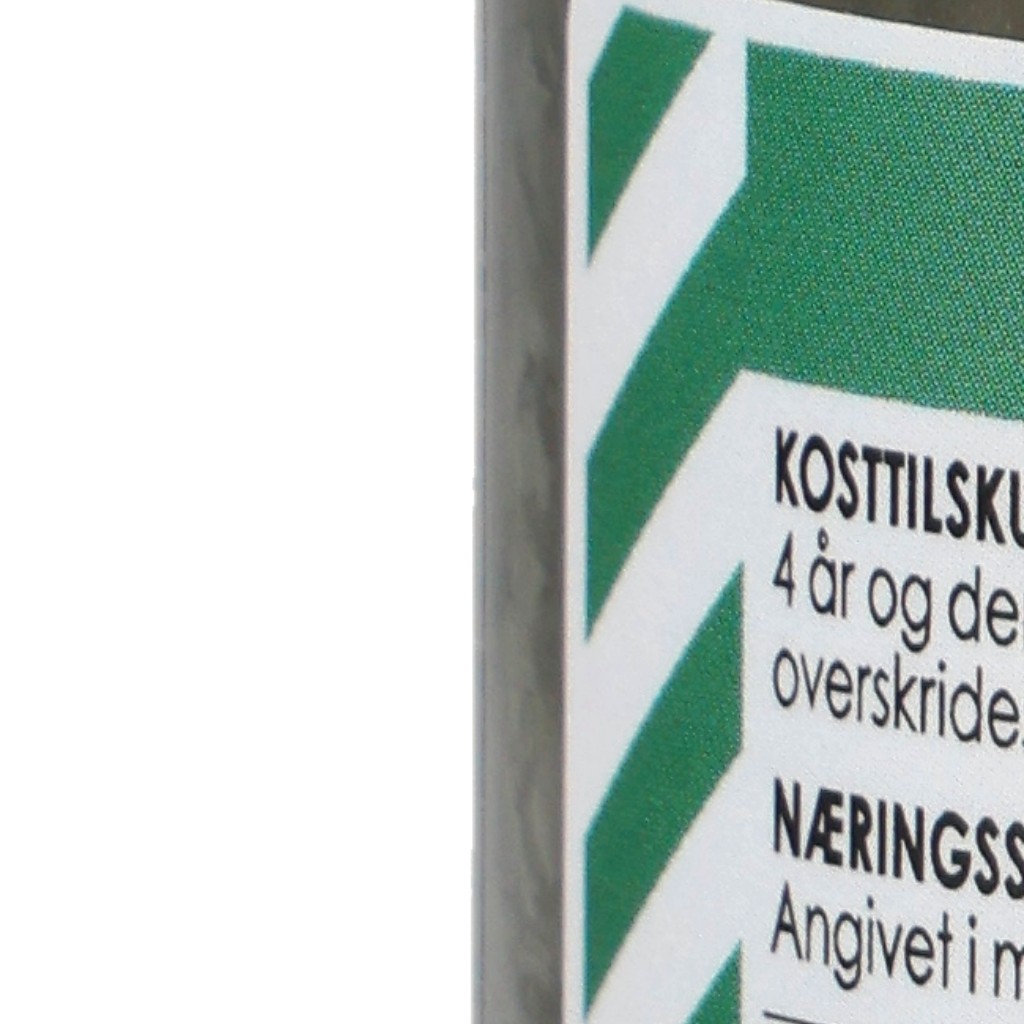 KOSTTILSKU
4 år og de
overskride
NÆRINGSS
Angivet i m